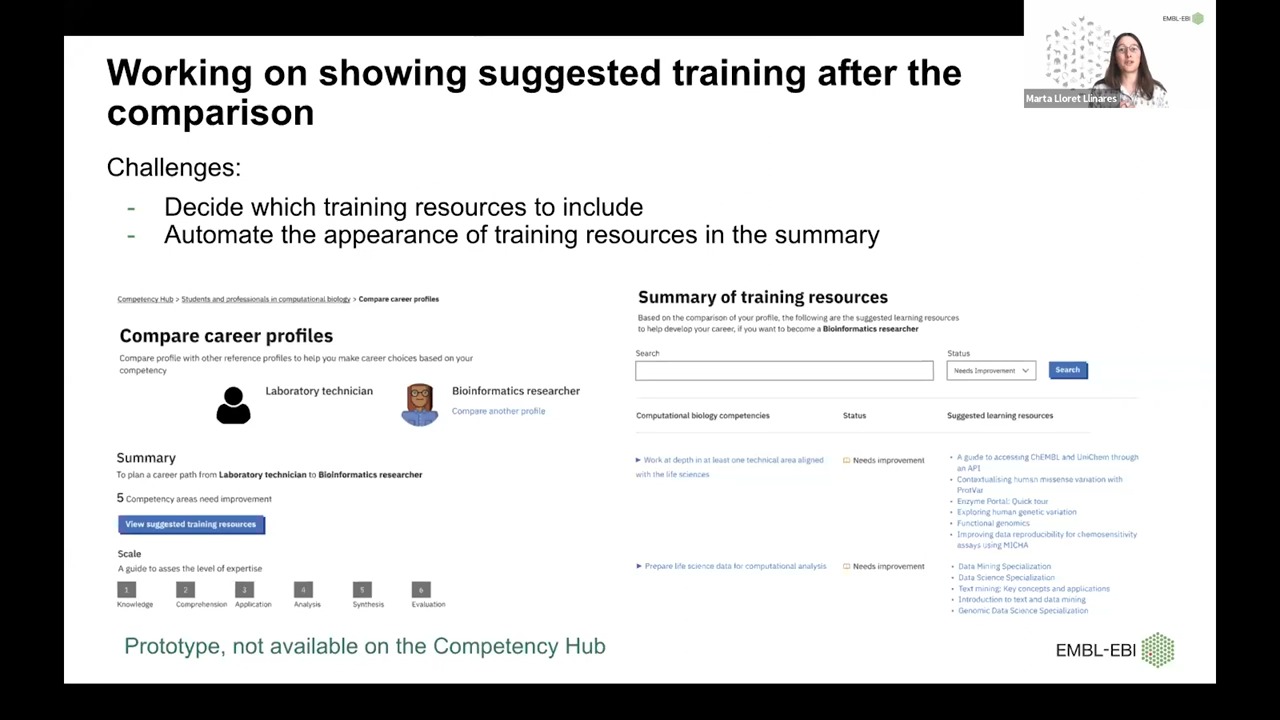 EMBL-EBI
Marta Lloret Llinares
Working on showing suggested training after the
comparison
Challenges:
- Decide which training resources to include
- Automate the appearance of training resources in the summary
Competency Hub > Students and professionals in computational biology > Compare career profiles
Compare career profiles
Compare profile with other reference profiles to help you make career choices based on your
competency
Laboratory technician
Bioinformatics researcher
Compare another profile
Summary
To plan a career path from Laboratory technician to Bioinformatics researcher
5 Competency areas need improvement
View suggested training resources
Scale
A guide to asses the level of expertise
1 2 3 4 5 6
Knowledge Comprehension Application Analysis Synthesis Evaluation
Summary of training resources
Based on the comparison of your profile, the following are the suggested learning resources
to help develop your career, if you want to become a Bioinformatics researcher
Search Status
Needs Improvement Search
Computational biology competencies Status Suggested learning resources
► Work at depth in at least one technical area aligned
with the life sciences
Needs improvement
• A guide to accessing ChEMBL and UniChem through
an API
• Contextualising human missense variation with
ProtVar
• Enzyme Portal: Quick tour
• Exploring human genetic variation
• Functional genomics
• Improving data reproducibility for chemosensitivity
assays using MICHA
► Prepare life science data for computational analysis
Needs improvement
• Data Mining Specialization
• Data Science Specialization
• Text mining: Key concepts and applications
• Introduction to text and data mining
• Genomic Data Science Specialization
Prototype, not available on the Competency Hub
EMBL-EBI